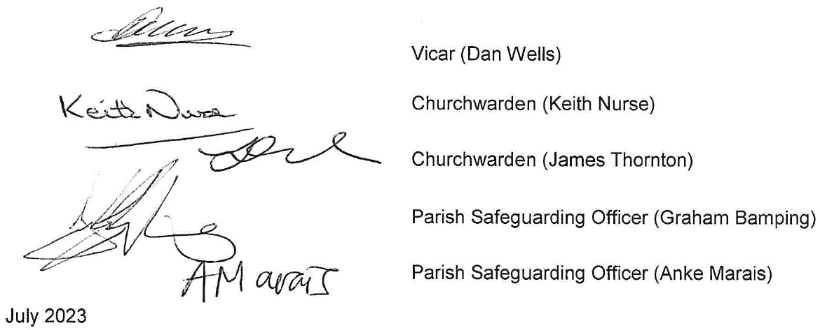 Vicar (Dan Wells)
Keith Nurse Churchwarden (Keith Nurse)
Churchwarden (James Thornton)
Parish Safeguarding Officer (Graham Bamping)
AMarais Parish Safeguarding Officer (Anke Marais)
July 2023